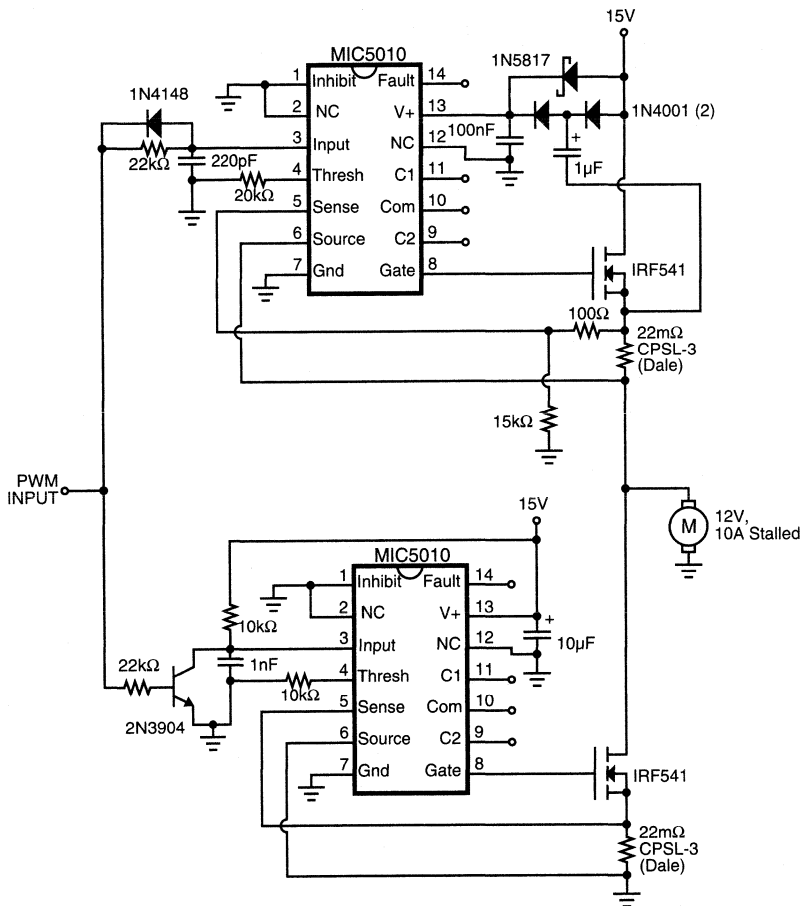 15V
MIC5010
1N5817
1 Inhibit Fault 14
1N4148
2 NC V+ 13
1N4001 (2)
100nF
3 Input NC 12
22kΩ
220pF
+
1µF
4 Thresh C1 11
20kΩ
5 Sense Com 10
6 Source C2 9
7 Gnd Gate 8
IRF541
100Ω
22mΩ
CPSL-3
(Dale)
15kΩ
PWM
INPUT
15V
M
12V,
10A Stalled
MIC5010
1 Inhibit Fault 14
2 NC V+ 13
+
10kΩ
10µF
3 Input NC 12
22kΩ
1nF
4 Thresh C1 11
10kΩ
5 Sense Com 10
2N3904
6 Source C2 9
7 Gnd Gate 8
IRF541
22mΩ
CPSL-3
(Dale)